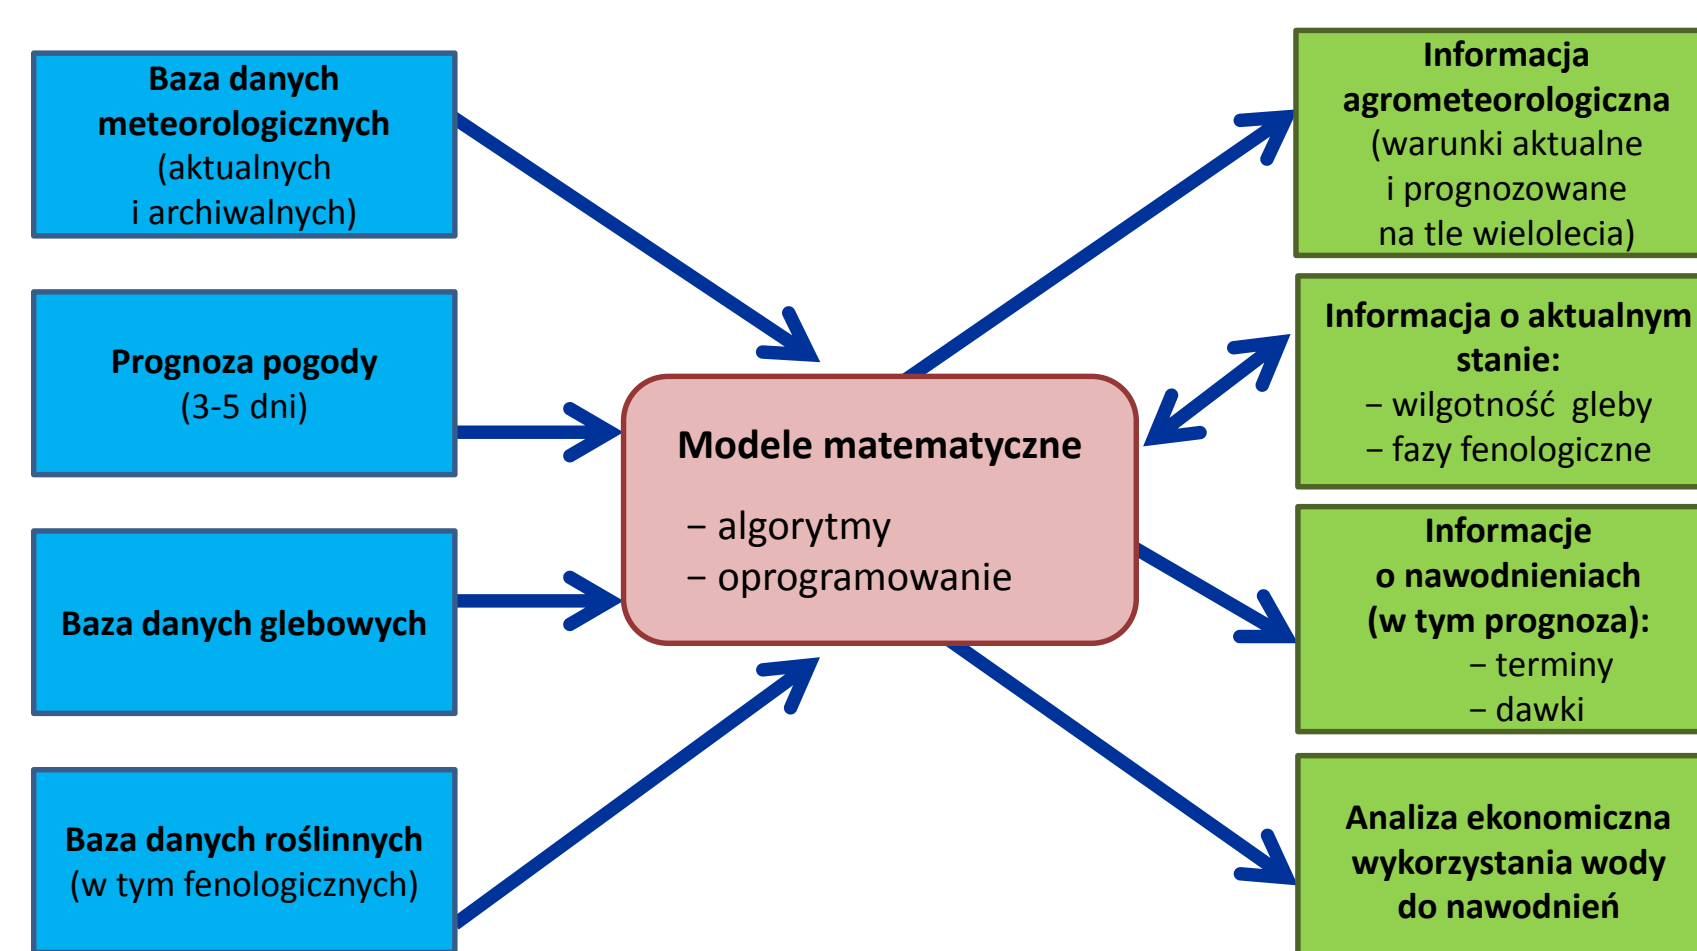 Baza danych
meteorologicznych
(aktualnych
i archiwalnych)
Prognoza pogody
(3-5 dni)
Baza danych glebowych
Baza danych roślinnych
(w tym fenologicznych)
Modele matematyczne
− algorytmy
− oprogramowanie
Informacja
agrometeorologiczna
(warunki aktualne
i prognozowane
na tle wielolecia)
Informacja o aktualnym
stanie:
− wilgotność gleby
− fazy fenologiczne
Informacje
o nawodnieniach
(w tym prognoza):
− terminy
− dawki
Analiza ekonomiczna
wykorzystania wody
do nawodnień